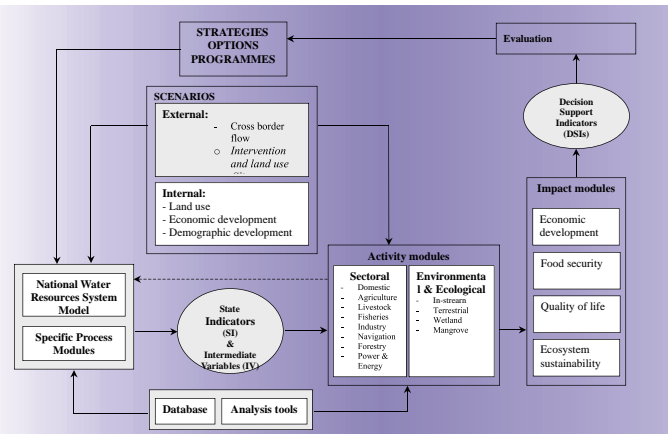 STRATEGIES
OPTIONS
PROGRAMMES
Evaluation
SCENARIOS
External:
- Cross border
flow
o Intervention
and land use
Internal:
- Land use
- Economic development
- Demographic development
Decision
Support
Indicators
(DSIs)
Impact modules
Economic
development
Food security
Quality of life
Ecosystem
sustainability
Activity modules
Sectoral
- Domestic
- Agriculture
- Livestock
- Fisheries
- Industry
- Navigation
- Forestry
- Power &
Energy
Environmenta
l & Ecological
- In-stream
- Terrestrial
- Wetland
- Mangrove
National Water
Resources System
Model
Specific Process
Modules
State
Indicators
(SI)
&
Intermediate
Variables (IV)
Database
Analysis tools